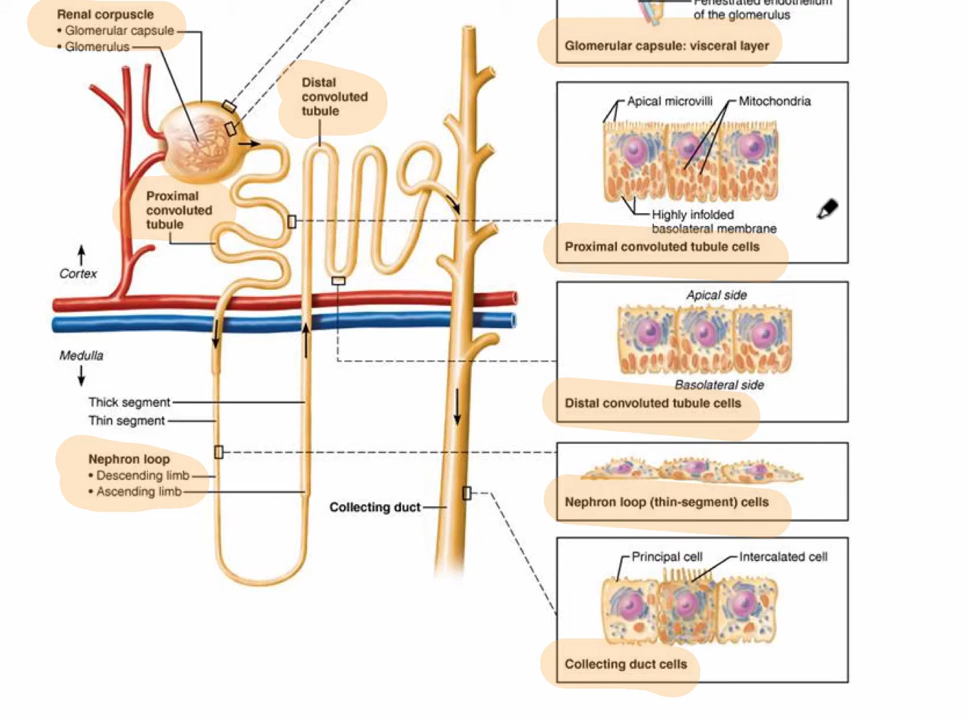 Renal corpuscle
• Glomerular capsule
• Glomerulus
Distal
convoluted
tubule
Proximal
convoluted
tubule
Cortex
Medulla
Thick segment
Thin segment
Nephron loop
• Descending limb
• Ascending limb
Collecting duct
Fenestrated endothelium
of the glomerulus
Glomerular capsule: visceral layer
Apical microvilli
Mitochondria
Highly infolded
basolateral membrane
Proximal convoluted tubule cells
Apical side
Basolateral side
Distal convoluted tubule cells
Nephron loop (thin-segment) cells
Principal cell
Intercalated cell
Collecting duct cells